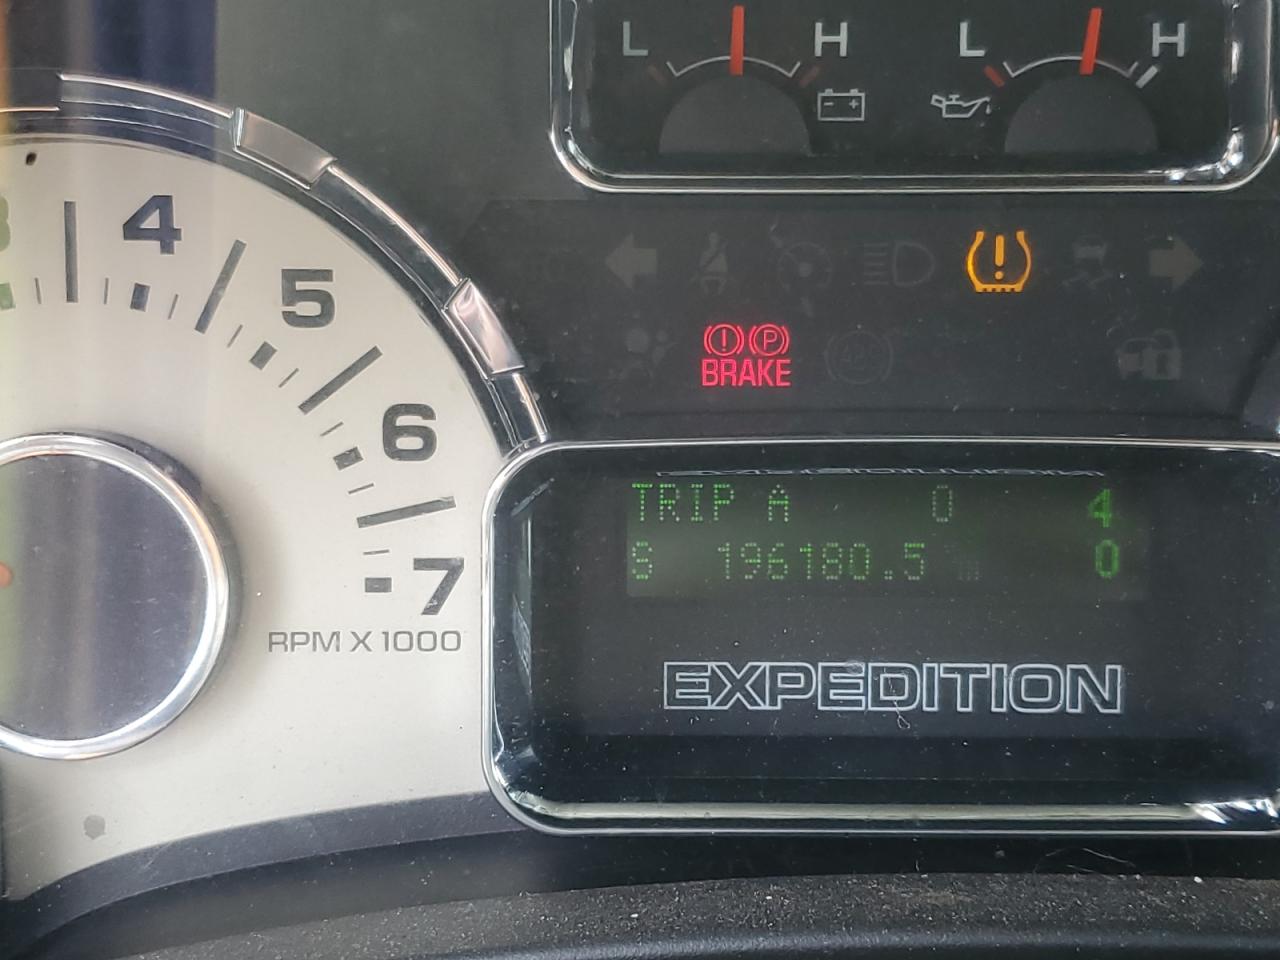 L H L H
4
5
6
7
RPM X 1000
BRAKE
P
TRIP A 0 4
S 196180.5 m 0
EXPEDITION